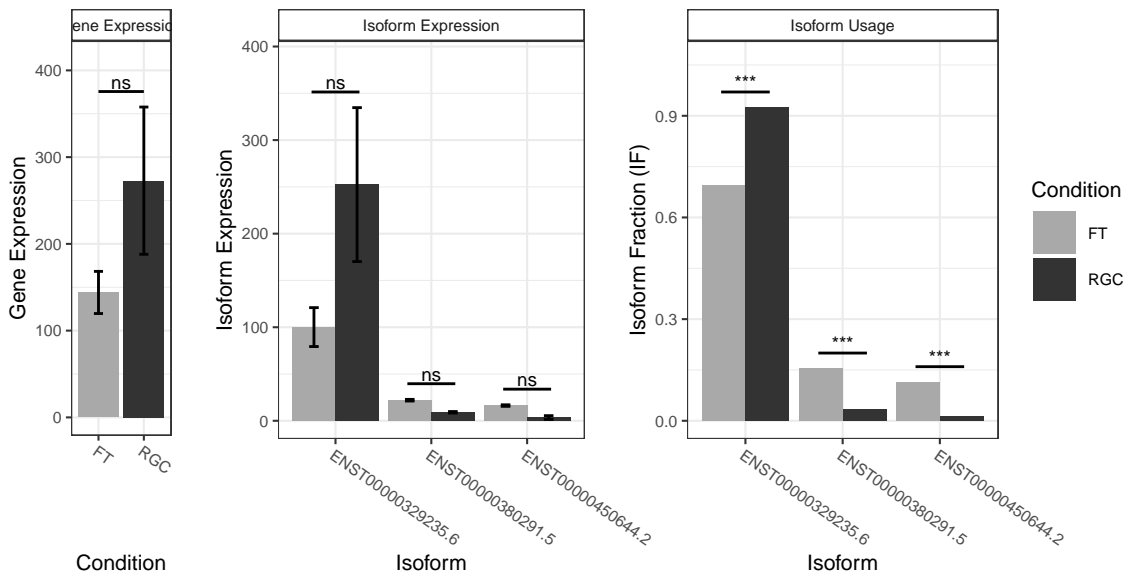 ene Expressio
Isoform Expression
Isoform Usage
Gene Expression
400
300
200
100
0
ns
FT
RGC
Condition
Isoform Expression
400
300
200
100
0
ns
ns
ns
ENST00000329235.6
ENST00000380291.5
ENST00000450644.2
Isoform
Isoform Fraction (IF)
0.9
0.6
0.3
0.0
***
***
***
ENST00000329235.6
ENST00000380291.5
ENST00000450644.2
Isoform
Condition
FT
RGC